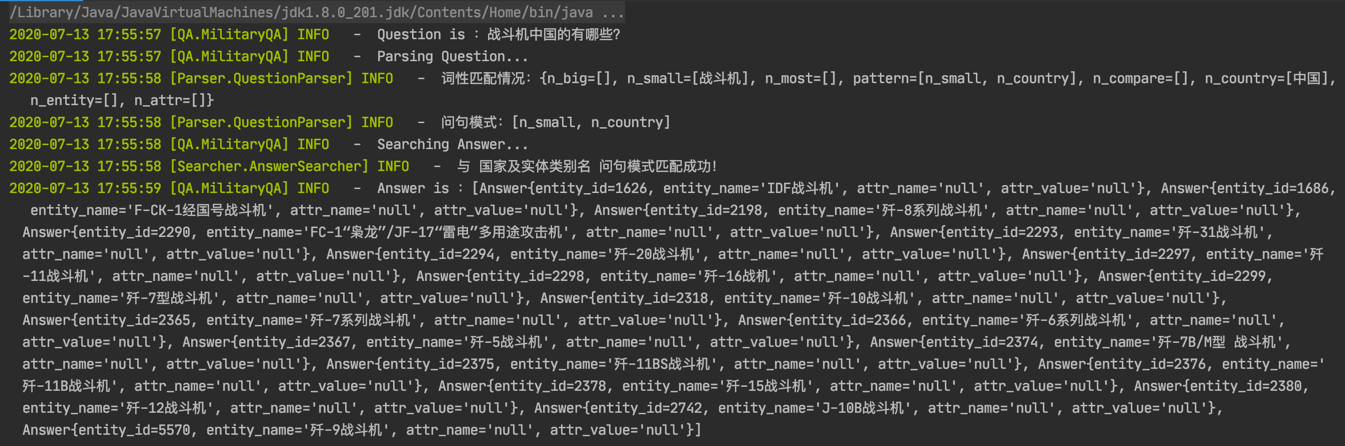 /Library/Java/JavaVirtualMachines/jdk1.8.0_201.jdk/Contents/Home/bin/java ...
2020-07-13 17:55:57 [QA.MilitaryQA] INFO   -  Question is : 战斗机中国的有哪些?
2020-07-13 17:55:57 [QA.MilitaryQA] INFO   -  Parsing Question...
2020-07-13 17:55:58 [Parser.QuestionParser] INFO   -  词性匹配情况: {n_big=[], n_small=[战斗机], n_most=[], pattern=[n_small, n_country], n_compare=[], n_country=[中国],
n_entity=[], n_attr=[]}
2020-07-13 17:55:58 [Parser.QuestionParser] INFO   -  问句模式: [n_small, n_country]
2020-07-13 17:55:58 [QA.MilitaryQA] INFO   -  Searching Answer...
2020-07-13 17:55:58 [Searcher.AnswerSearcher] INFO   -  与 国家及实体类别名 问句模式匹配成功!
2020-07-13 17:55:59 [QA.MilitaryQA] INFO   -  Answer is : [Answer{entity_id=1626, entity_name='IDF战斗机', attr_name='null', attr_value='null'}, Answer{entity_id=1686,
entity_name='F-CK-1经国号战斗机', attr_name='null', attr_value='null'}, Answer{entity_id=2198, entity_name='歼-8系列战斗机', attr_name='null', attr_value='null'},
Answer{entity_id=2290, entity_name='FC-1“枭龙”/JF-17“雷电”多用途攻击机', attr_name='null', attr_value='null'}, Answer{entity_id=2293, entity_name='歼-31战斗机',
attr_name='null', attr_value='null'}, Answer{entity_id=2294, entity_name='歼-20战斗机', attr_name='null', attr_value='null'}, Answer{entity_id=2297, entity_name='歼
-11战斗机', attr_name='null', attr_value='null'}, Answer{entity_id=2298, entity_name='歼-16战机', attr_name='null', attr_value='null'}, Answer{entity_id=2299,
entity_name='歼-7型战斗机', attr_name='null', attr_value='null'}, Answer{entity_id=2318, entity_name='歼-10战斗机', attr_name='null', attr_value='null'},
Answer{entity_id=2365, entity_name='歼-7系列战斗机', attr_name='null', attr_value='null'}, Answer{entity_id=2366, entity_name='歼-6系列战斗机', attr_name='null',
attr_value='null'}, Answer{entity_id=2367, entity_name='歼-5战斗机', attr_name='null', attr_value='null'}, Answer{entity_id=2374, entity_name='歼-7B/M型 战斗机',
attr_name='null', attr_value='null'}, Answer{entity_id=2375, entity_name='歼-11BS战斗机', attr_name='null', attr_value='null'}, Answer{entity_id=2376, entity_name='
歼-11B战斗机', attr_name='null', attr_value='null'}, Answer{entity_id=2378, entity_name='歼-15战斗机', attr_name='null', attr_value='null'}, Answer{entity_id=2380,
entity_name='歼-12战斗机', attr_name='null', attr_value='null'}, Answer{entity_id=2742, entity_name='J-10B战斗机', attr_name='null', attr_value='null'},
Answer{entity_id=5570, entity_name='歼-9战斗机', attr_name='null', attr_value='null'}]